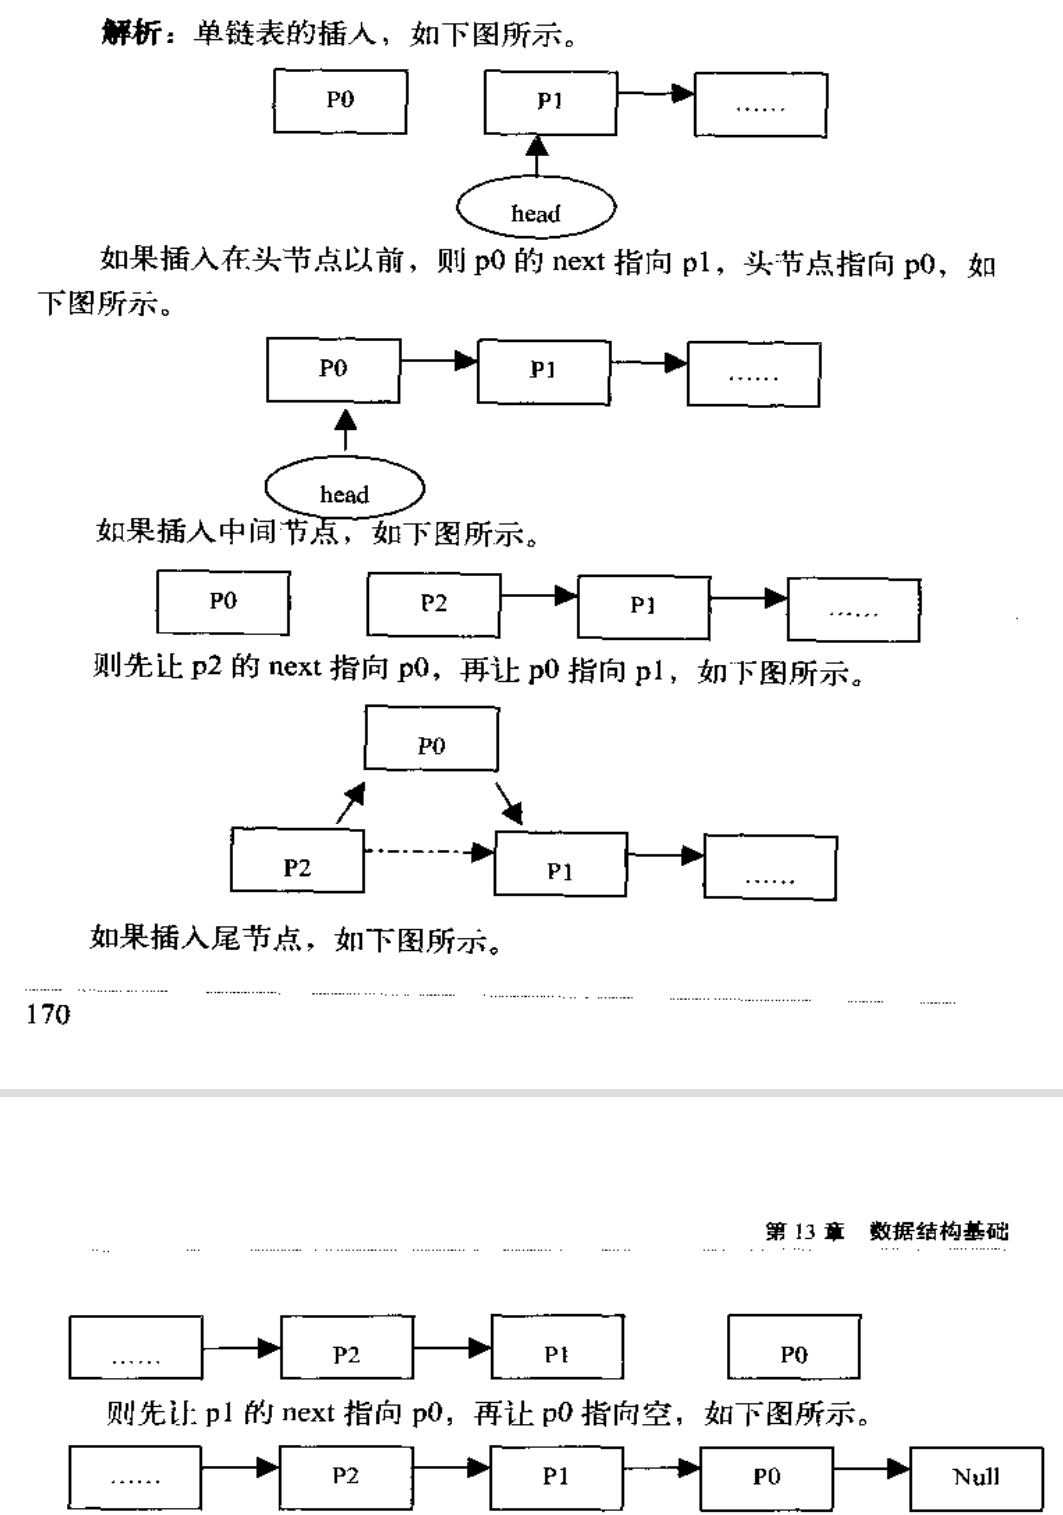 解析：单链表的插入，如下图所示。
P0 P1 ······
head
如果插入在头节点以前，则 p0 的 next 指向 p1，头节点指向 p0，如
下图所示。
P0 P1 ······
head
如果插入中间节点，如下图所示。
P0 P2 P1 ······
则先让 p2 的 next 指向 p0，再让 p0 指向 p1，如下图所示。
P0
P2 P1 ······
如果插入尾节点，如下图所示。
170
第 13 章 数据结构基础
······ P2 P1 P0
则先让 p1 的 next 指向 p0，再让 p0 指向空，如下图所示。
······ P2 P1 P0 Null